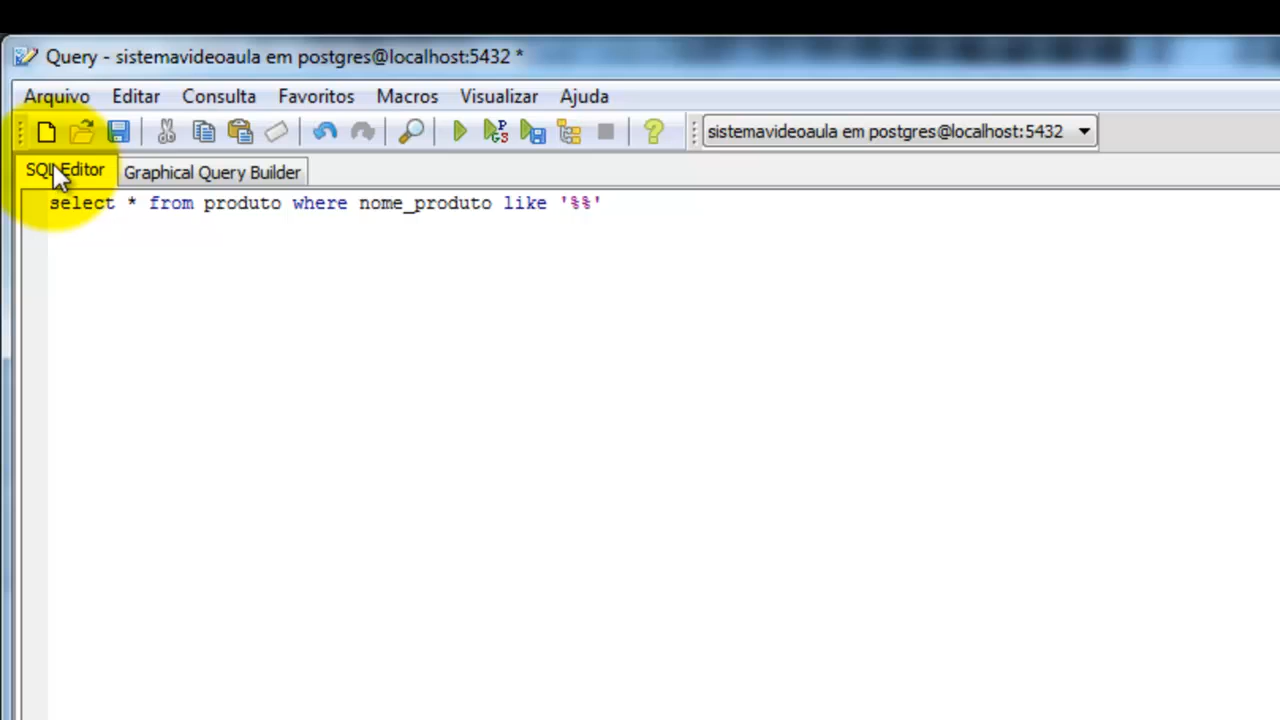 Query - sistemavideoaula em postgres@localhost:5432 *
Arquivo Editar Consulta Favoritos Macros Visualizar Ajuda
sistemavideoaula em postgres@localhost:5432
SQL Editor Graphical Query Builder
select * from produto where nome_produto like '%%'